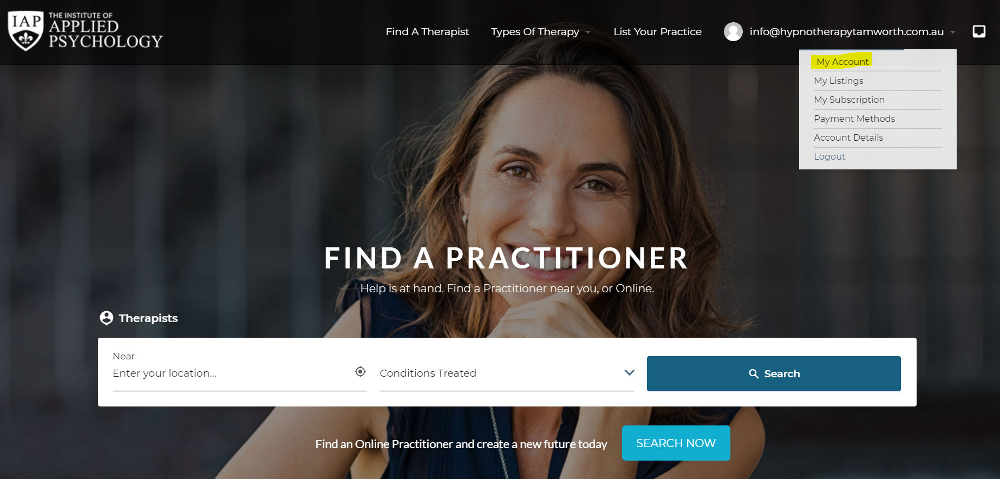 IAP
THE INSTITUTE OF
APPLIED
PSYCHOLOGY
Find A Therapist
Types Of Therapy
List Your Practice
info@hypnotherapytamworth.com.au
My Account
My Listings
My Subscription
Payment Methods
Account Details
Logout
FIND A PRACTITIONER
Help is at hand. Find a Practitioner near you, or Online.
Therapists
Near
Enter your location...
Conditions Treated
Search
Find an Online Practitioner and create a new future today
SEARCH NOW